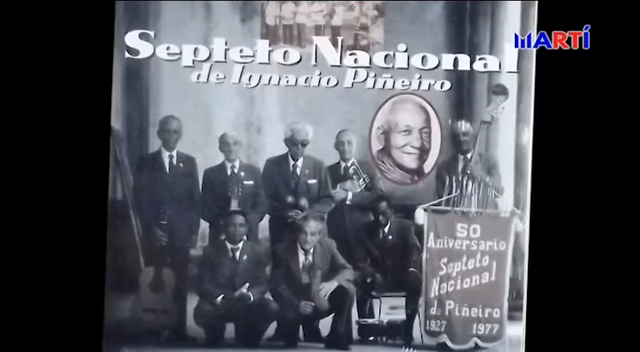 Septeto Nacional
de Ignacio Piñeiro
MARTÍ
50
Aniversario
Septeto
Nacional
de Piñeiro
1927 1977